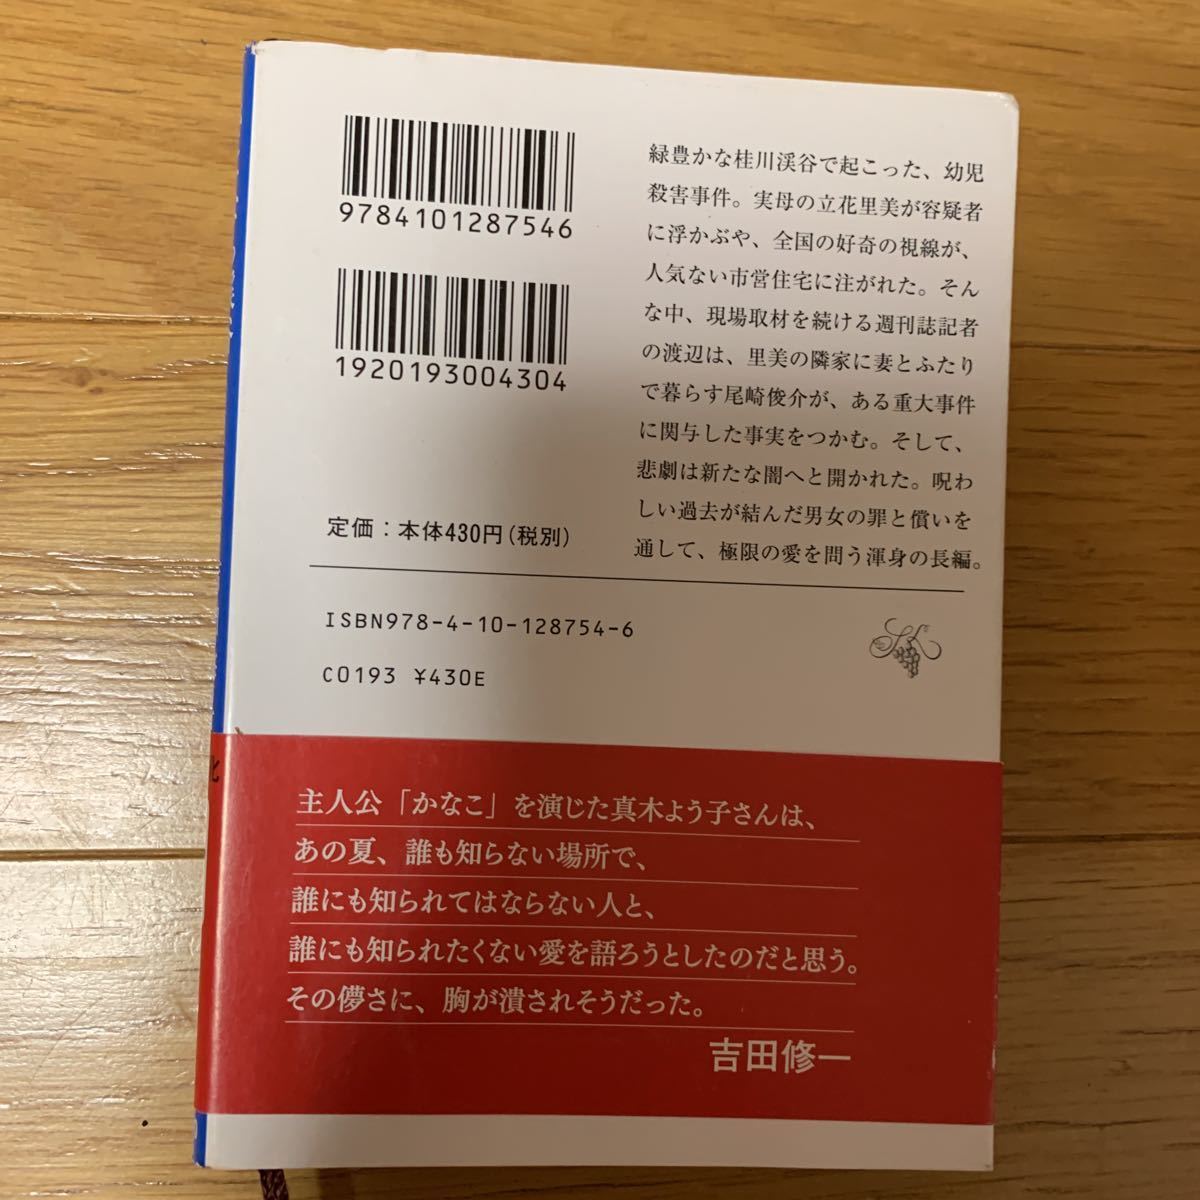 9784101287546
1920193004304
定価：本体430円（税別）
緑豊かな桂川渓谷で起こった、幼児
殺害事件。実母の立花里美が容疑者
に浮かぶや、全国の好奇の視線が、
人気ない市営住宅に注がれた。そん
な中、現場取材を続ける週刊誌記者
の渡辺は、里美の隣家に妻とふたり
で暮らす尾崎俊介が、ある重大事件
に関与した事実をつかむ。そして、
悲劇は新たな闇へと開かれた。呪わ
しい過去が結んだ男女の罪と償いを
通して、極限の愛を問う渾身の長編。
ISBN978-4-10-128754-6
C0193 ¥430E
主人公「かなこ」を演じた真木よう子さんは、
あの夏、誰も知らない場所で、
誰にも知られてはならない人と、
誰にも知られたくない愛を語ろうとしたのだと思う。
その儚さに、胸が潰されそうだった。
吉田修一